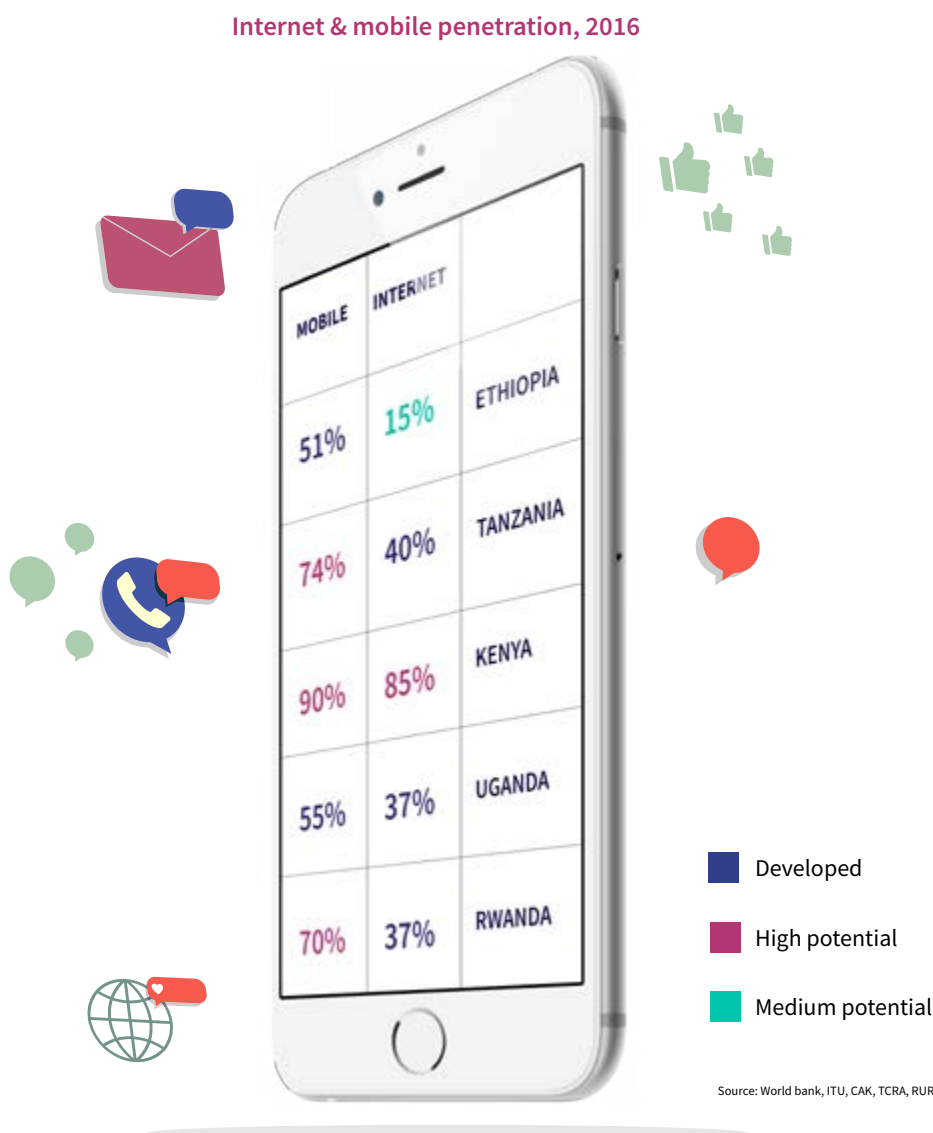 Internet & mobile penetration, 2016
MOBILE INTERNET
51% 15% ETHIOPIA
74% 40% TANZANIA
90% 85% KENYA
55% 37% UGANDA
70% 37% RWANDA
Developed
High potential
Medium potential
Source: World bank, ITU, CAK, TCRA, RUR